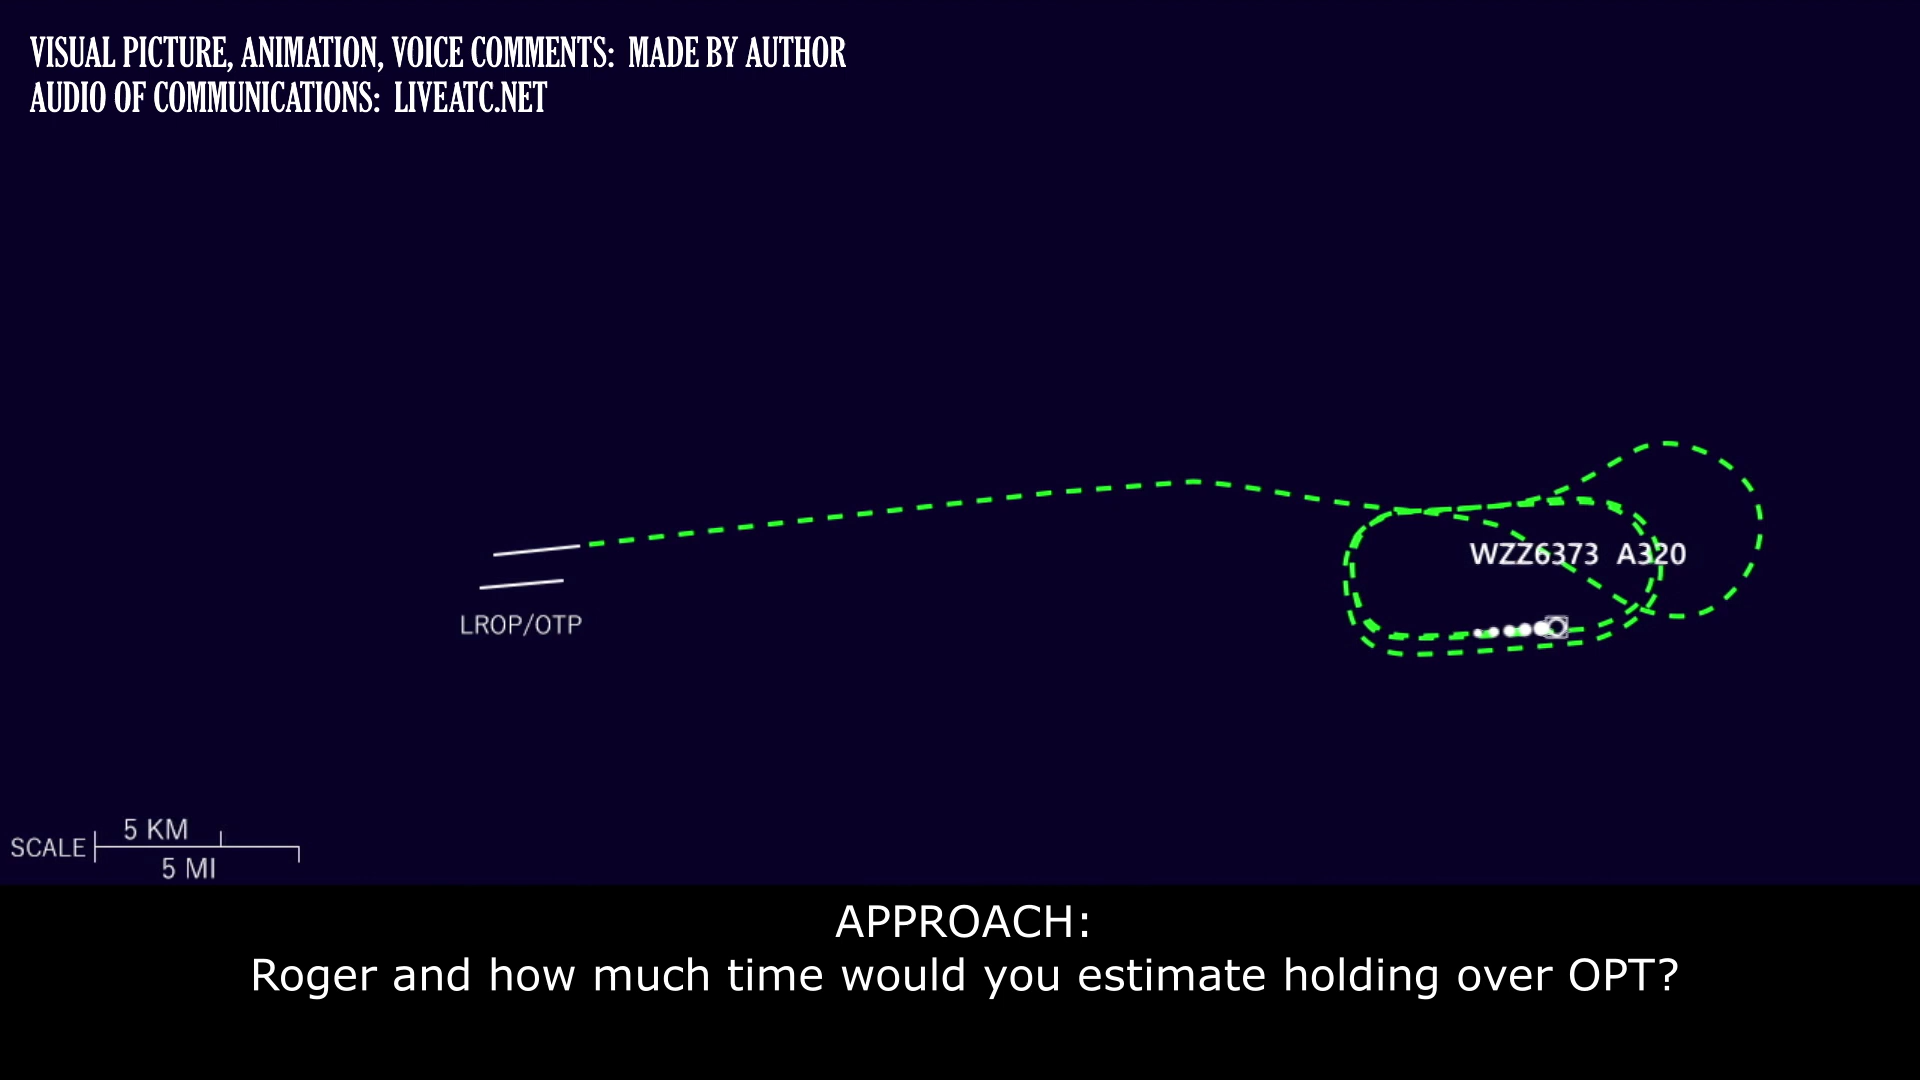 VISUAL PICTURE, ANIMATION, VOICE COMMENTS: MADE BY AUTHOR
AUDIO OF COMMUNICATIONS: LIVEATC.NET
WZZ6373 A320
LROP/OTP
5 KM
SCALE
5 MI
APPROACH:
Roger and how much time would you estimate holding over OPT?